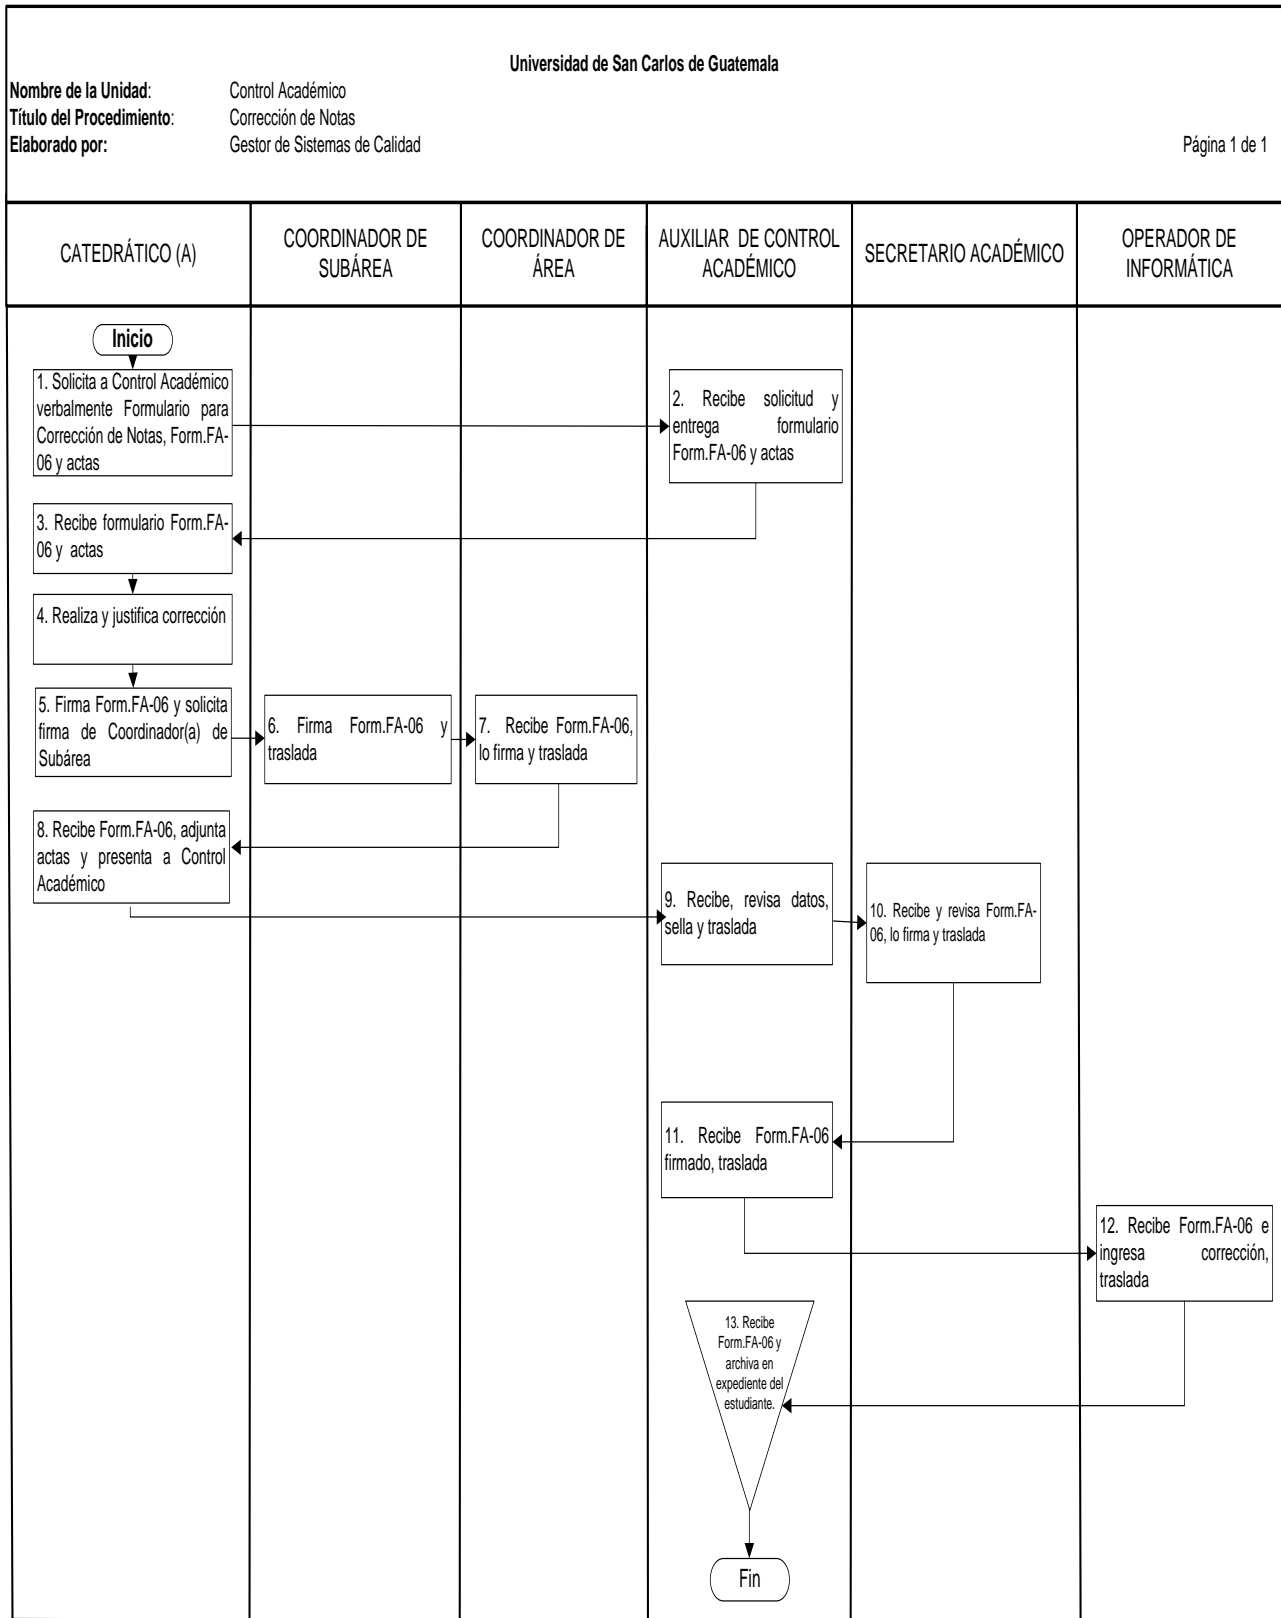 Universidad de San Carlos de Guatemala
Nombre de la Unidad: Control Académico
Título del Procedimiento: Corrección de Notas
Elaborado por: Gestor de Sistemas de Calidad Página 1 de 1
CATEDRÁTICO (A)
COORDINADOR DE
SUBÁREA
COORDINADOR DE
ÁREA
AUXILIAR DE CONTROL
ACADÉMICO
SECRETARIO ACADÉMICO
OPERADOR DE
INFORMÁTICA
Inicio
1. Solicita a Control Académico
verbalmente Formulario para
Corrección de Notas, Form.FA-
06 y actas
2. Recibe solicitud y
entrega formulario
Form.FA-06 y actas
3. Recibe formulario Form.FA-
06 y actas
4. Realiza y justifica corrección
5. Firma Form.FA-06 y solicita
firma de Coordinador(a) de
Subárea
6. Firma Form.FA-06 y
traslada
7. Recibe Form.FA-06,
lo firma y traslada
8. Recibe Form.FA-06, adjunta
actas y presenta a Control
Académico
9. Recibe, revisa datos,
sella y traslada
10. Recibe y revisa Form.FA-
06, lo firma y traslada
11. Recibe Form.FA-06
firmado, traslada
12. Recibe Form.FA-06 e
ingresa corrección,
traslada
13. Recibe
Form.FA-06 y
archiva en
expediente del
estudiante.
Fin